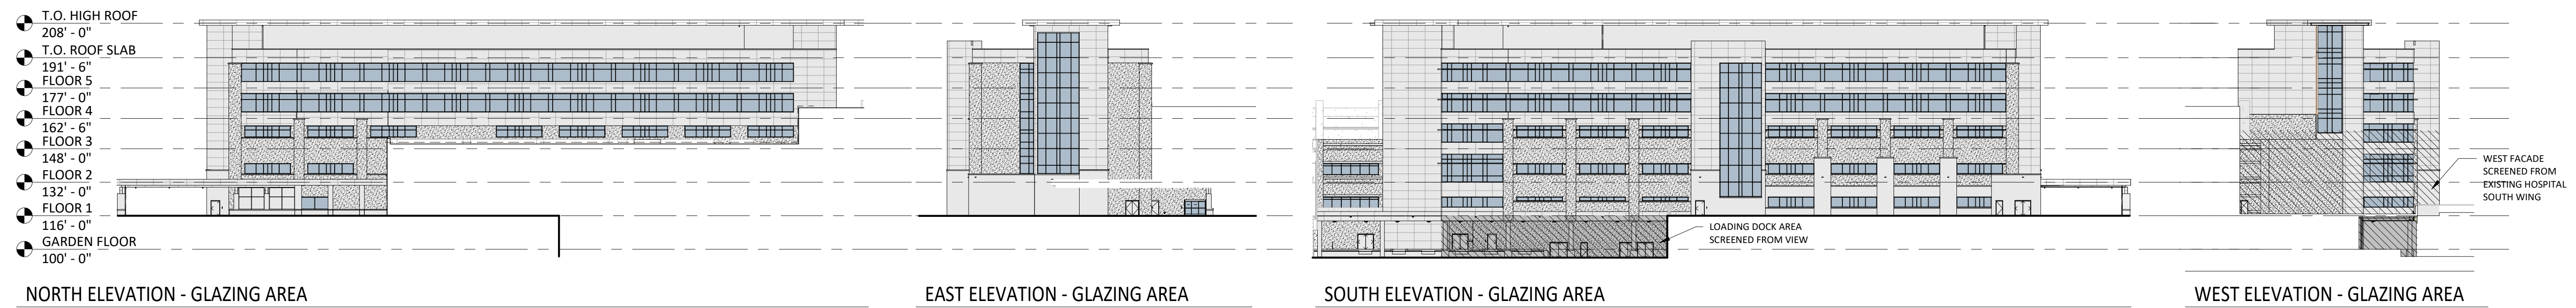 T.O. HIGH ROOF
208' - 0"
T.O. ROOF SLAB
191' - 6"
FLOOR 5
177' - 0"
FLOOR 4
162' - 6"
FLOOR 3
148' - 0"
FLOOR 2
132' - 0"
FLOOR 1
116' - 0"
GARDEN FLOOR
100' - 0"
LOADING DOCK AREA
SCREENED FROM VIEW
WEST FACADE
SCREENED FROM
EXISTING HOSPITAL
SOUTH WING
NORTH ELEVATION - GLAZING AREA
EAST ELEVATION - GLAZING AREA
SOUTH ELEVATION - GLAZING AREA
WEST ELEVATION - GLAZING AREA